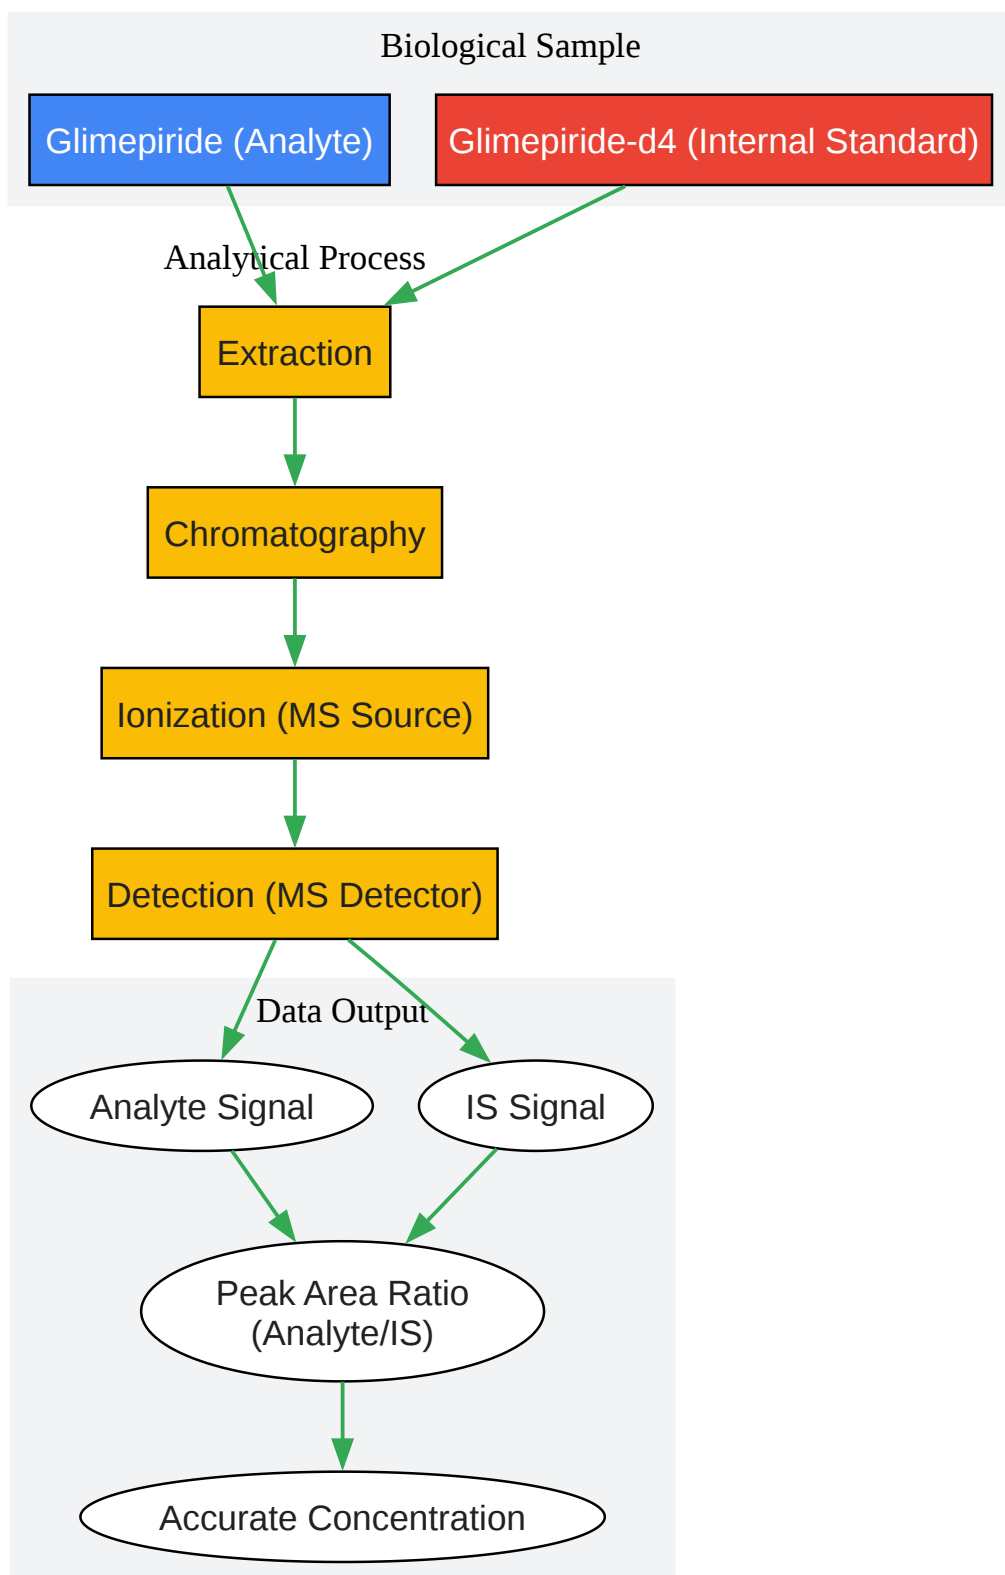 Biological Sample
Glimepiride (Analyte)
Glimepiride-d4 (Internal Standard)
Analytical Process
Extraction
Chromatography
Ionization (MS Source)
Detection (MS Detector)
Data Output
Analyte Signal
IS Signal
Peak Area Ratio
(Analyte/IS)
Accurate Concentration